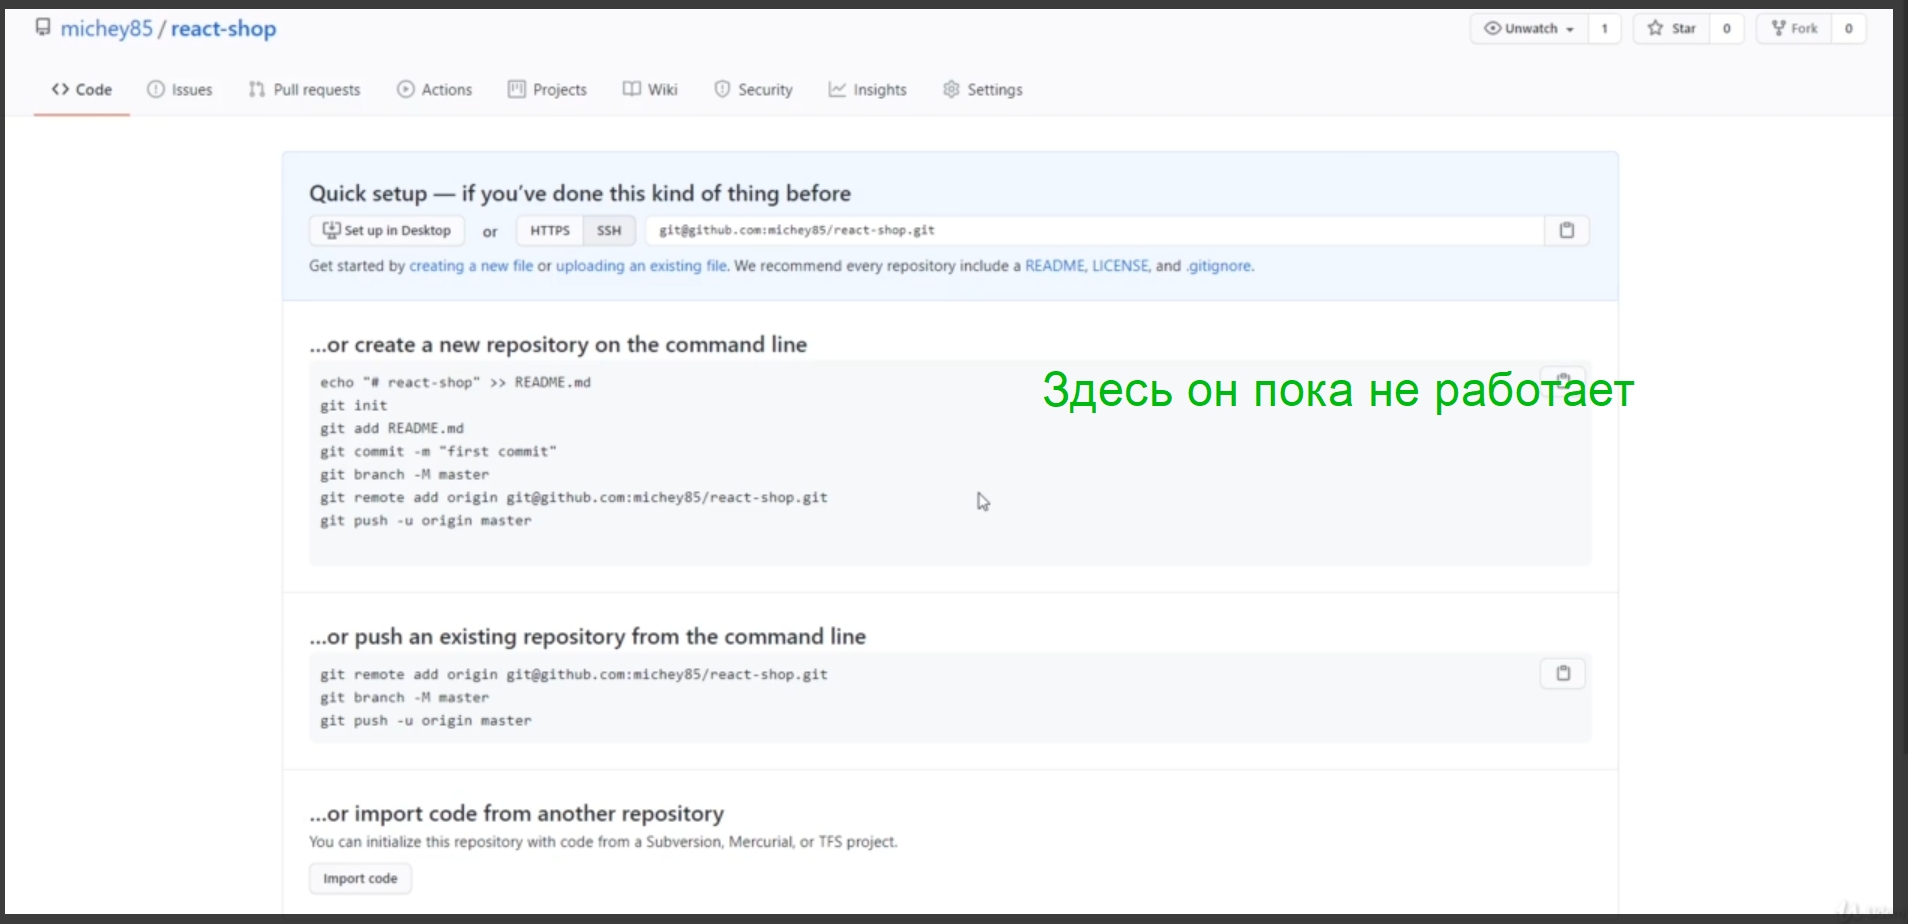 michey85 / react-shop
Unwatch 1 Star 0 Fork 0
Code Issues Pull requests Actions Projects Wiki Security Insights Settings
Quick setup — if you've done this kind of thing before
Set up in Desktop or HTTPS SSH git@github.com:michey85/react-shop.git
Get started by creating a new file or uploading an existing file. We recommend every repository include a README, LICENSE, and .gitignore.
...or create a new repository on the command line
echo "# react-shop" >> README.md
Здесь он пока не работает
git init
git add README.md
git commit -m "first commit"
git branch -M master
git remote add origin git@github.com:michey85/react-shop.git
git push -u origin master
...or push an existing repository from the command line
git remote add origin git@github.com:michey85/react-shop.git
git branch -M master
git push -u origin master
...or import code from another repository
You can initialize this repository with code from a Subversion, Mercurial, or TFS project.
Import code